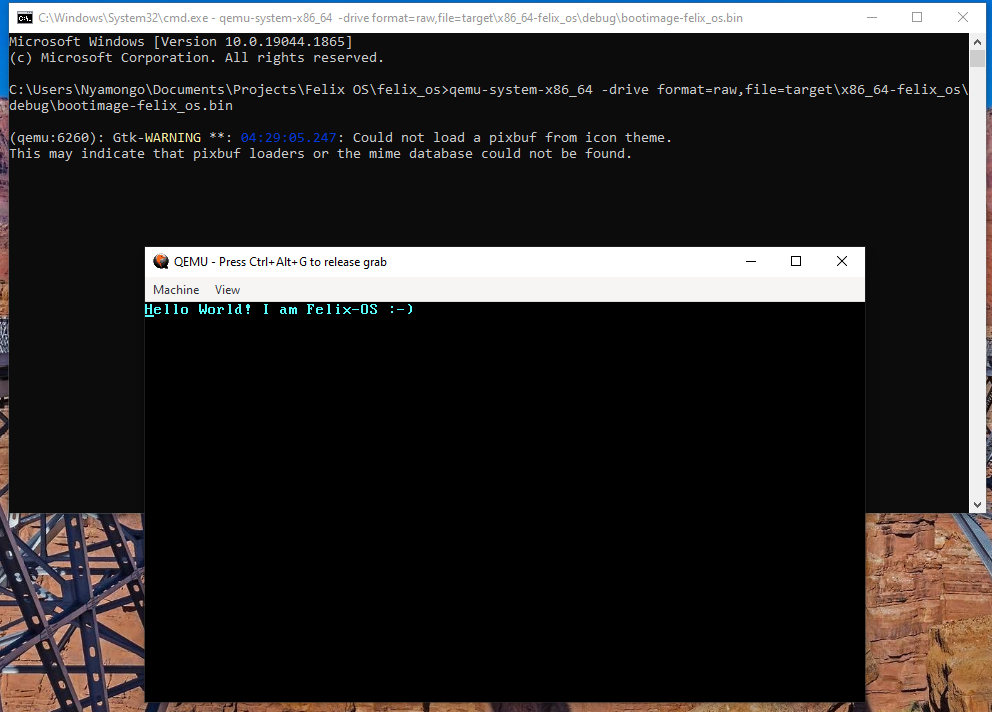 C:\Windows\System32\cmd.exe - qemu-system-x86_64 -drive format=raw,file=target\x86_64-felix_os\debug\bootimage-felix_os.bin
Microsoft Windows [Version 10.0.19044.1865]
(c) Microsoft Corporation. All rights reserved.
C:\Users\Nyamongo\Documents\Projects\Felix OS\felix_os>qemu-system-x86_64 -drive format=raw,file=target\x86_64-felix_os\
debug\bootimage-felix_os.bin
(qemu:6260): Gtk-WARNING **: 04:29:05.247: Could not load a pixbuf from icon theme.
This may indicate that pixbuf loaders or the mime database could not be found.
QEMU - Press Ctrl+Alt+G to release grab
Machine View
Hello World! I am Felix-OS :-)